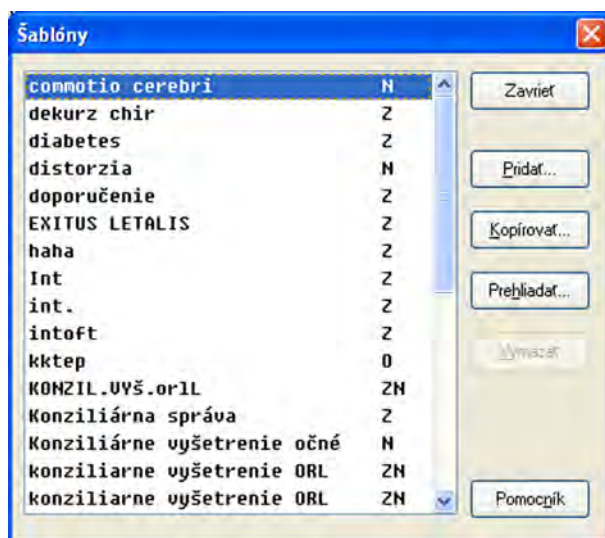 Šablóny
commotio cerebri N
dekurz chir Z
diabetes Z
distorzia N
doporučenie Z
EXITUS LETALIS Z
haha Z
Int Z
int. Z
intoft Z
kktep O
KONZIL.VYš.orlL ZN
Konziliárna správa Z
Konziliárne vyšetrenie očné N
konziliarne vyšetrenie ORL ZN
konziliarne vyšetrenie ORL ZN
Zavrieť
Pridať...
Kopírovať...
Prehliadať...
Vymazať
Pomocník